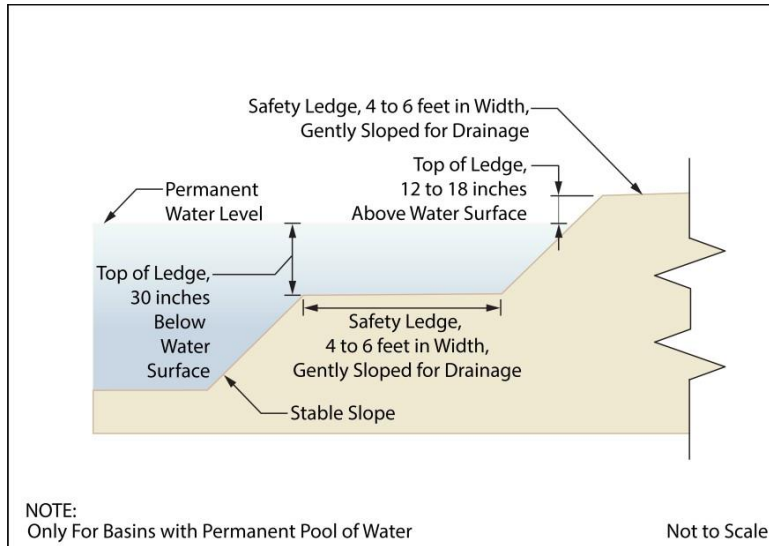 Safety Ledge, 4 to 6 feet in Width,
Gently Sloped for Drainage
Top of Ledge,
12 to 18 inches
Above Water Surface
Permanent
Water Level
Top of Ledge,
30 inches
Below
Water
Surface
Safety Ledge,
4 to 6 feet in Width,
Gently Sloped for Drainage
Stable Slope
NOTE:
Only For Basins with Permanent Pool of Water
Not to Scale